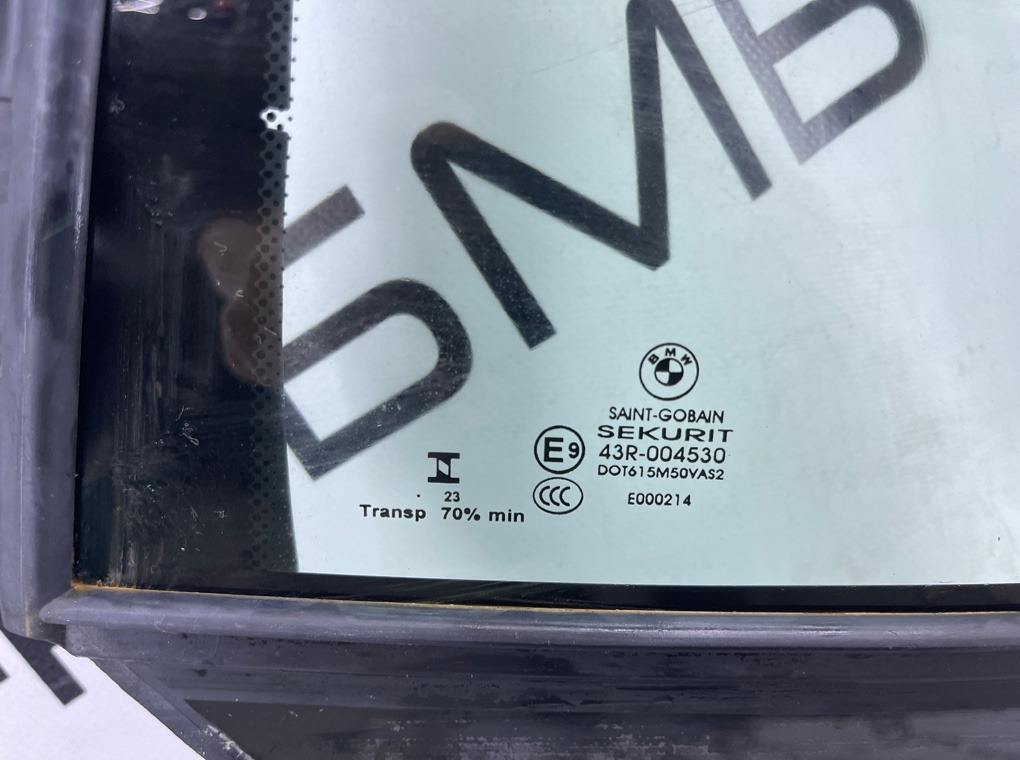 БМВ
BMW
SAINT-GOBAIN
SEKURIT
E9
43R-004530
DOT615M50VAS2
CCC
E000214
23
Transp 70% min